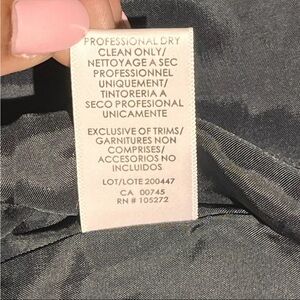 PROFESSIONAL DRY
CLEAN ONLY/
NETTOYAGE A SEC
PROFESSIONNEL
UNIQUEMENT/
TINTORERIA A
SECO PROFESIONAL
UNICAMENTE
EXCLUSIVE OF TRIMS/
GARNITURES NON
COMPRISES/
ACCESORIOS NO
INCLUIDOS
LOT/LOTE 200447
CA 00745
RN # 105272